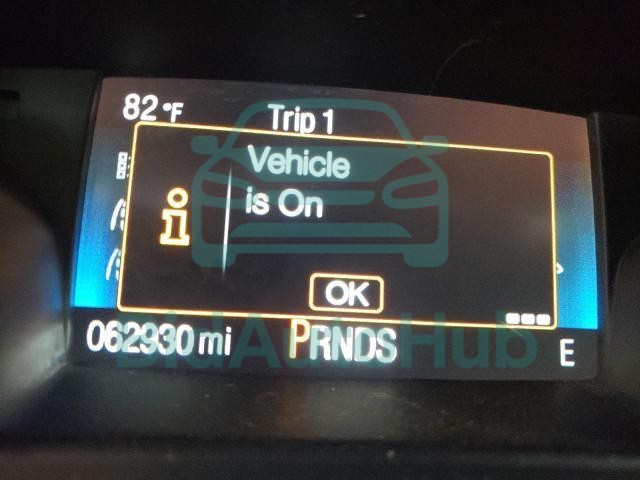 82°F
Trip 1
Vehicle
is On
i
OK
062930 mi PRNDS E
BidAutoHub